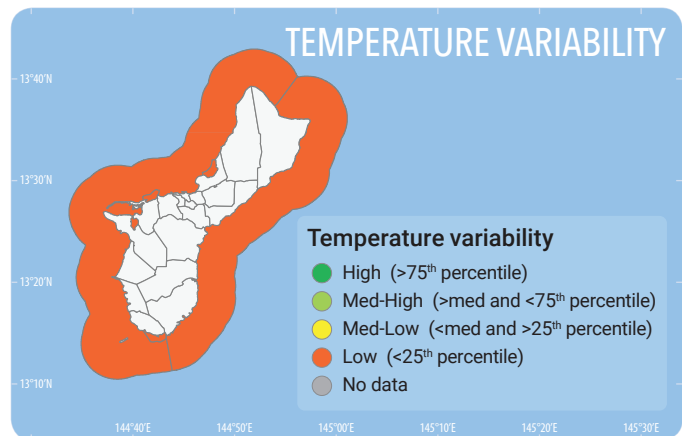 TEMPERATURE VARIABILITY
13°40'N
13°30'N
13°20'N
13°10'N
Temperature variability
High (>75th percentile)
Med-High (>med and <75th percentile)
Med-Low (<med and >25th percentile)
Low (<25th percentile)
No data
144°40'E 144°50'E 145°00'E 145°10'E 145°20'E 145°30'E